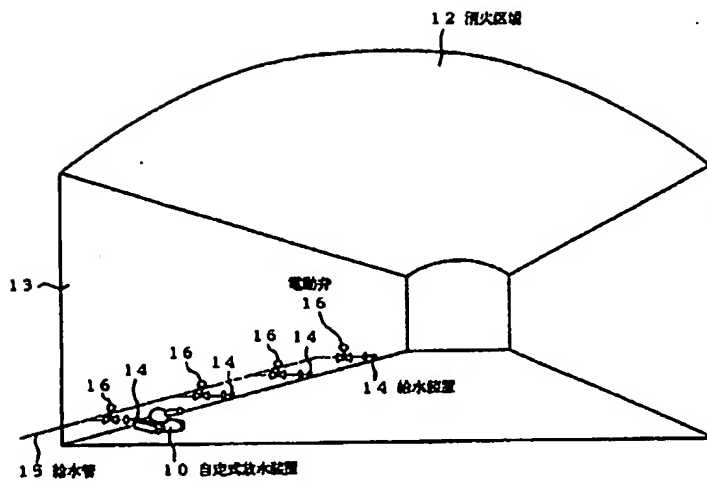 １２ 消火区域
電動弁
１６
１３
１６
１４
１６
１４
１４ 給水装置
１６
１４
１５ 給水管
１０ 自走式放水装置